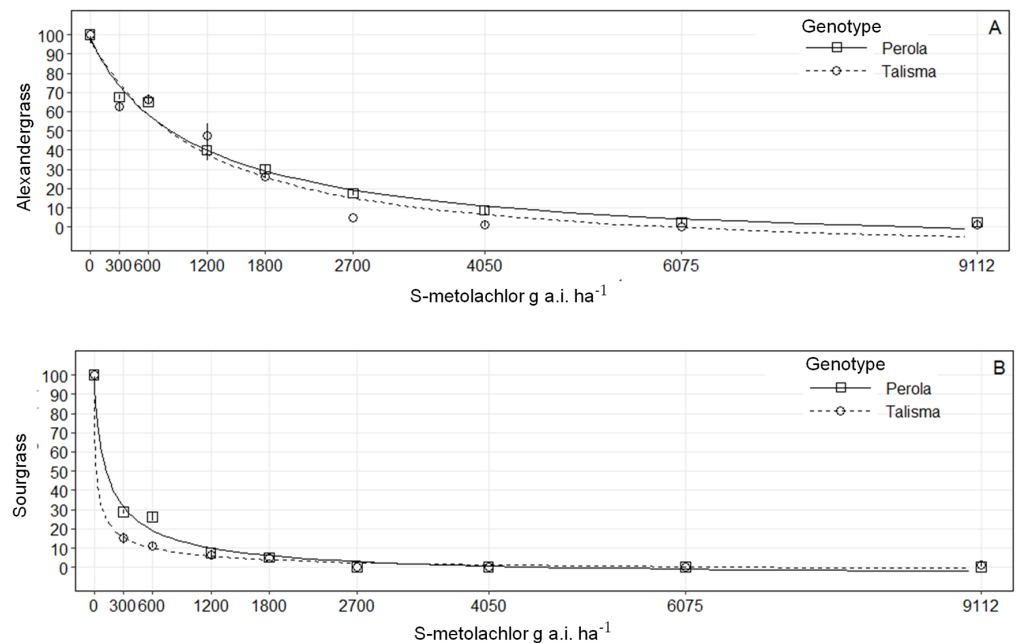 Genotype
A
Perola
Talisma
Alexandergrass
100
90
80
70
60
50
40
30
20
10
0
0 300 600 1200 1800 2700 4050 6075 9112
S-metolachlor g a.i. ha⁻¹
Genotype
B
Perola
Talisma
Sourgrass
100
90
80
70
60
50
40
30
20
10
0
0 300 600 1200 1800 2700 4050 6075 9112
S-metolachlor g a.i. ha⁻¹